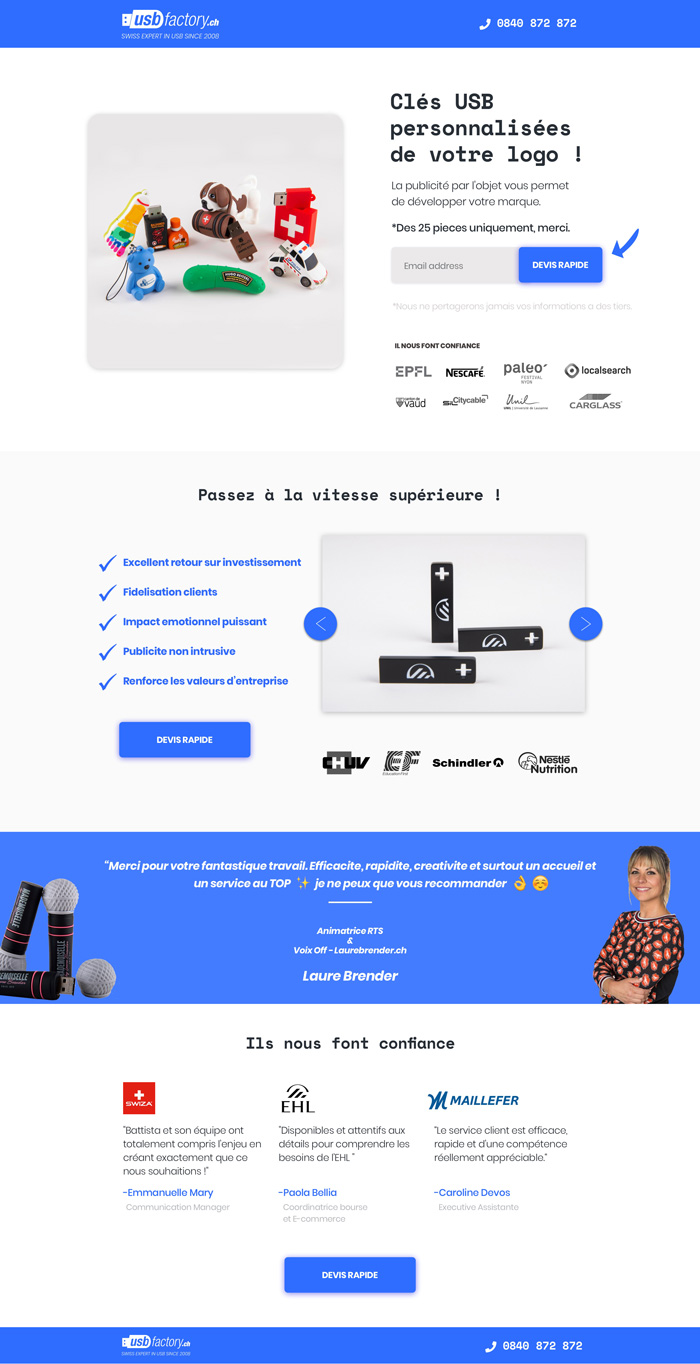 usbfactory.ch
SWISS EXPERT IN USB SINCE 2008
0840 872 872
Clés USB
personnalisées
de votre logo !
La publicité par l'objet vous permet
de développer votre marque.
*Des 25 pieces uniquement, merci.
Email address
DEVIS RAPIDE
*Nous ne partagerons jamais vos informations a des tiers.
IL NOUS FONT CONFIANCE
EPFL
NESCAFÉ
paléo
FESTIVAL
NYON
localsearch
vaud
Citycable
Unil
UNIL | Université de Lausanne
CARGLASS
Passez à la vitesse supérieure !
Excellent retour sur investissement
Fidelisation clients
Impact emotionnel puissant
Publicite non intrusive
Renforce les valeurs d'entreprise
DEVIS RAPIDE
CHUV
EF
Education First
Schindler
Nestlé
Nutrition
"Merci pour votre fantastique travail. Efficacite, rapidite, creativite et surtout un accueil et
un service au TOP ✨ je ne peux que vous recommander 👌 ☺️
Animatrice RTS
&
Voix Off - Laurebrender.ch
Laure Brender
Ils nous font confiance
SWIZA
EHL
MAILLEFER
"Battista et son équipe ont
totalement compris l'enjeu en
créant exactement que ce
nous souhaitions !"
-Emmanuelle Mary
Communication Manager
"Disponibles et attentifs aux
détails pour comprendre les
besoins de l'EHL "
-Paola Bellia
Coordinatrice bourse
et E-commerce
"Le service client est efficace,
rapide et d'une compétence
réellement appréciable."
-Caroline Devos
Executive Assistante
DEVIS RAPIDE
usbfactory.ch
SWISS EXPERT IN USB SINCE 2008
0840 872 872